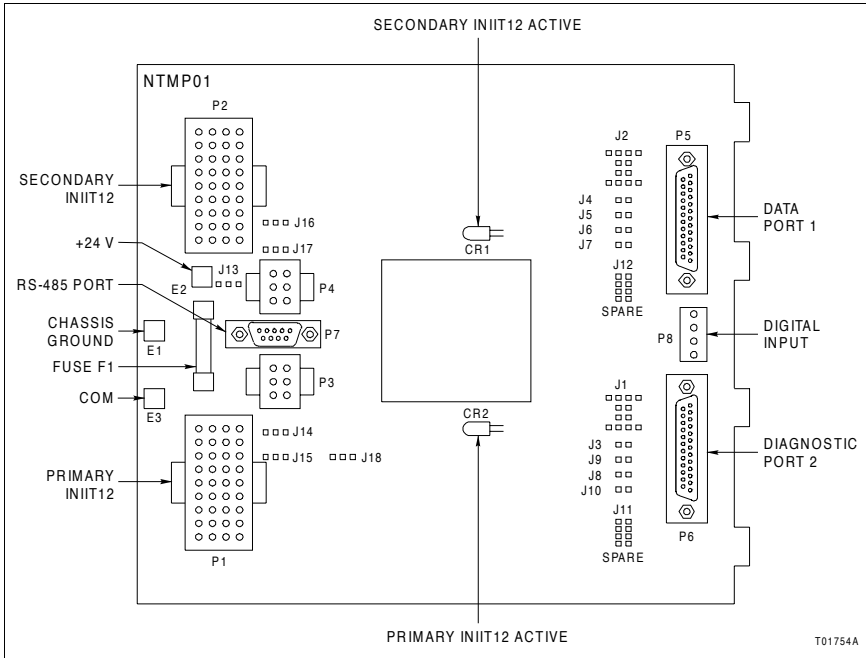 SECONDARY INIIT12 ACTIVE
NTMP01
P2
J2
P5
SECONDARY
INIIT12
J16
J4
J5
J6
J7
DATA
PORT 1
+24 V
J17
CR1
J13
E2
P4
J12
RS-485 PORT
SPARE
P7
CHASSIS
GROUND
E1
P8
DIGITAL
INPUT
FUSE F1
P3
J1
COM
E3
CR2
J14
J3
J9
J8
J10
DIAGNOSTIC
PORT 2
J15
J18
PRIMARY
INIIT12
J11
SPARE
P6
P1
PRIMARY INIIT12 ACTIVE
T01754A